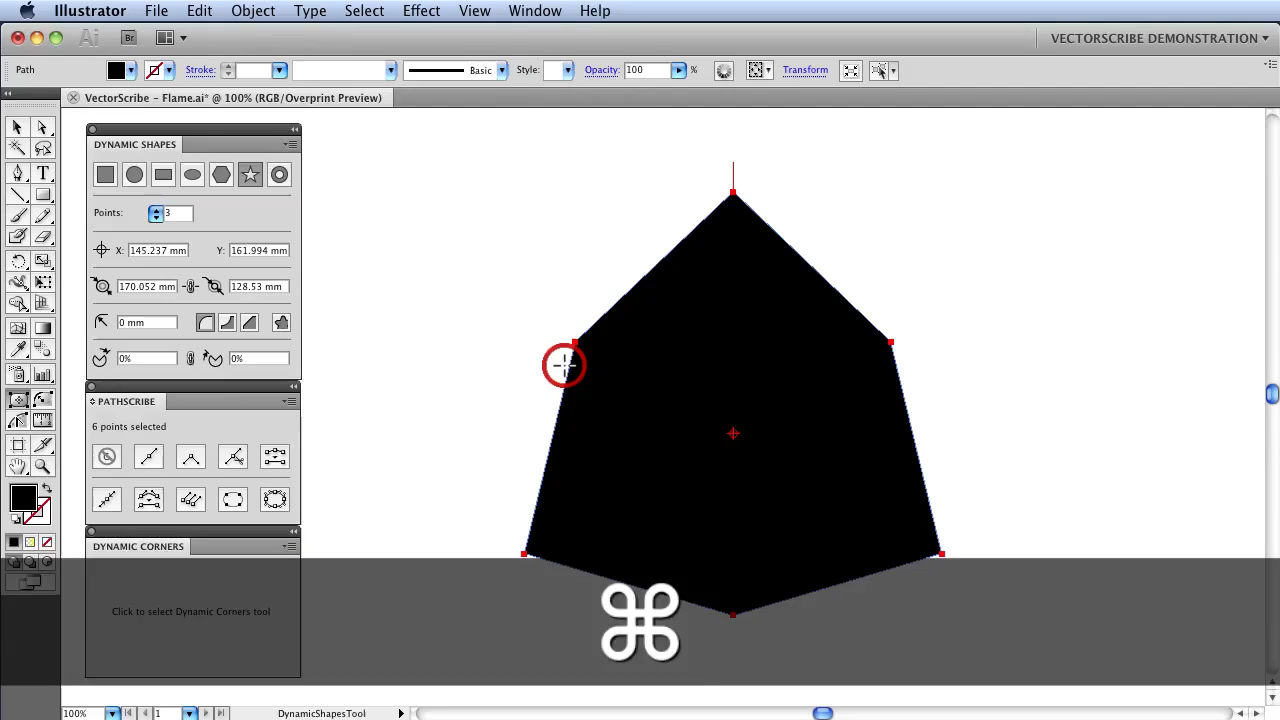 Illustrator File Edit Object Type Select Effect View Window Help
Ai Br VECTORSCRIBE DEMONSTRATION
Path Stroke: Basic Style: Opacity: 100 % Transform
VectorScribe - Flame.ai* @ 100% (RGB/Overprint Preview)
DYNAMIC SHAPES
Points: 3
X: 145.237 mm Y: 161.994 mm
170.052 mm 128.53 mm
0 mm
0% 0%
PATHSCRIBE
6 points selected
DYNAMIC CORNERS
Click to select Dynamic Corners tool
⌘
100% 1 DynamicShapesTool